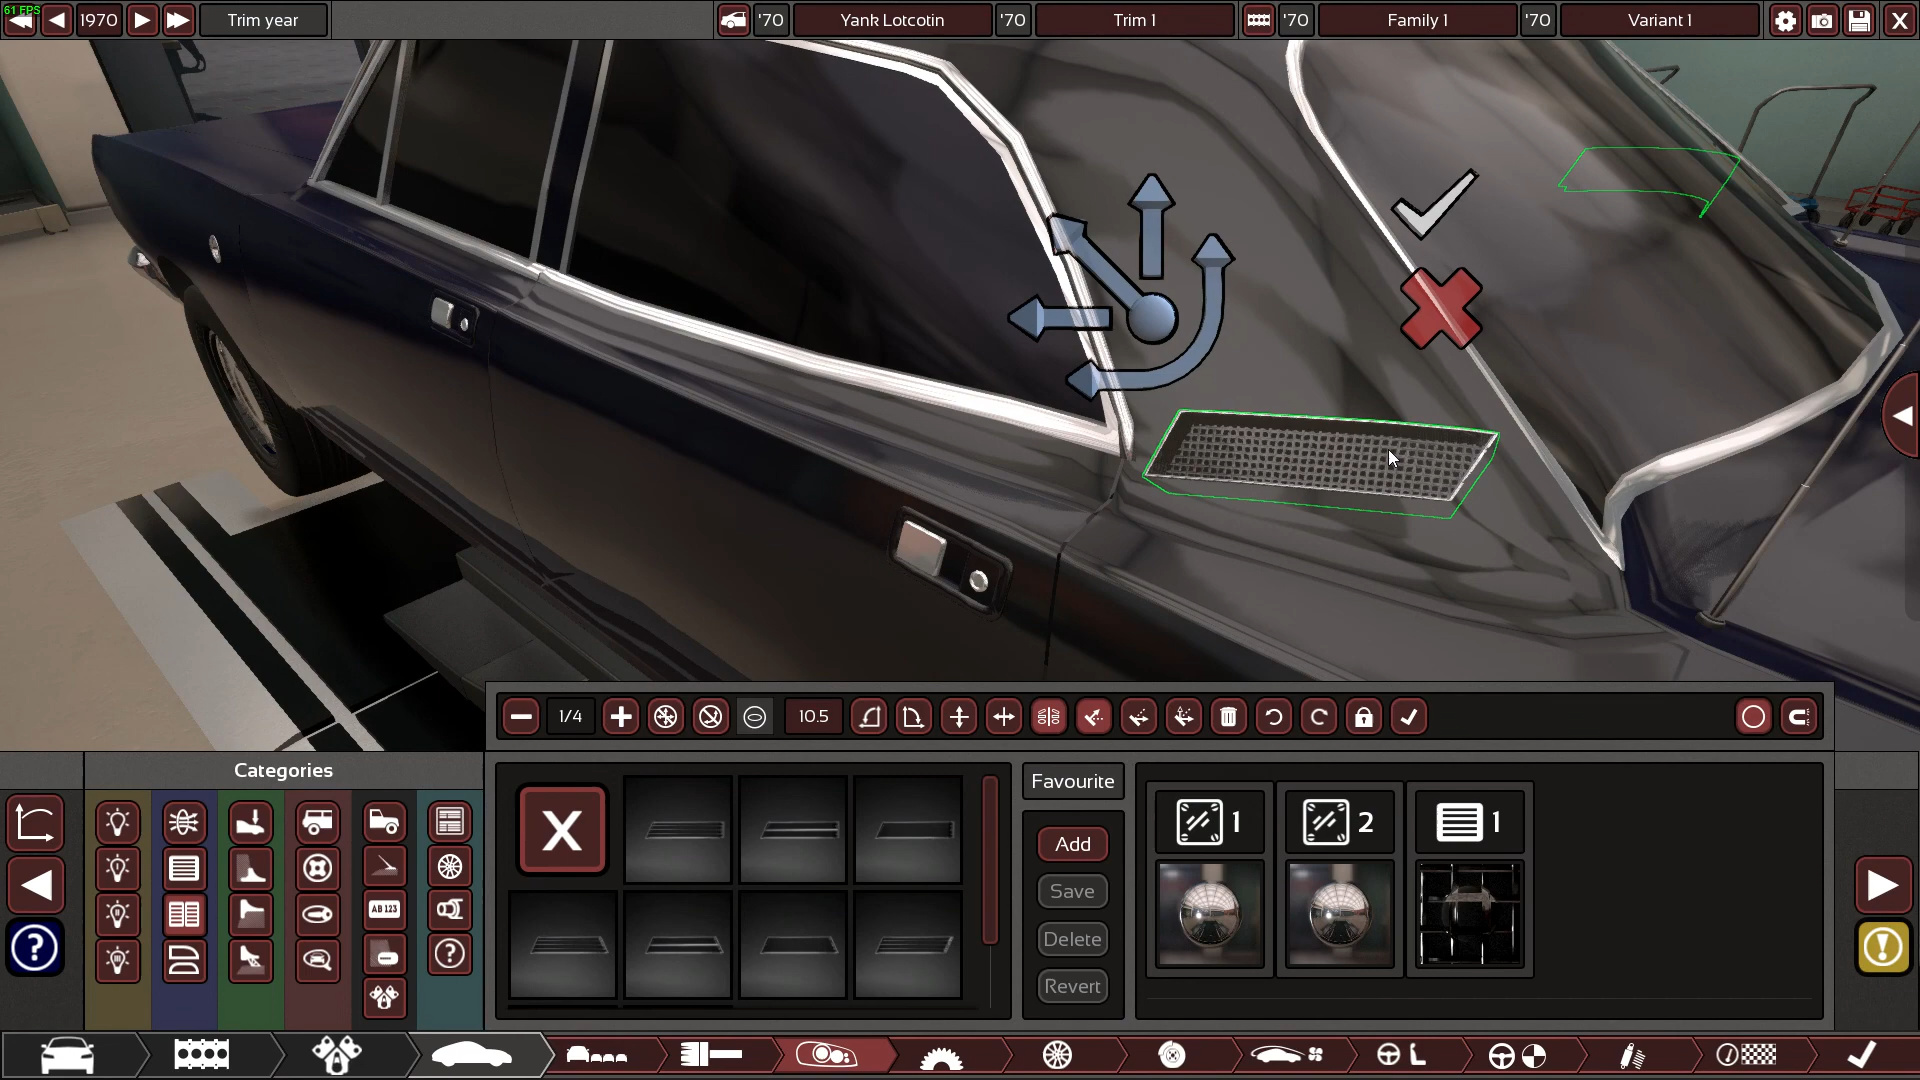 61 FPS
1970
Trim year
'70
Yank Lotcotin
'70
Trim 1
'70
Family 1
'70
Variant 1
X
1/4
10.5
Categories
AB 123
?
?
X
Favourite
Add
Save
Delete
Revert
1
2
1
!